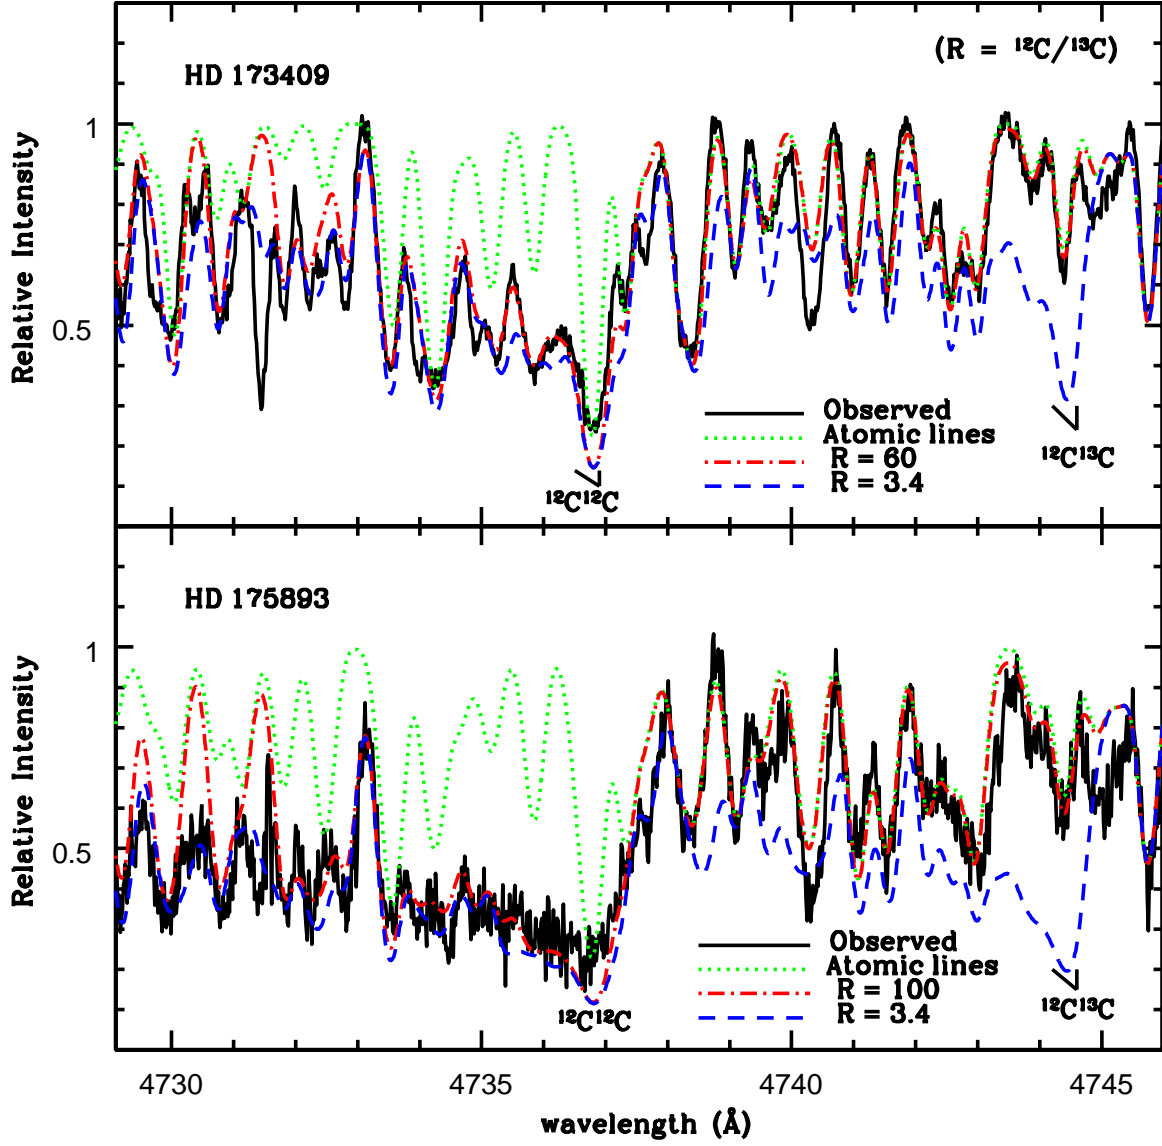 (R = ¹²C/¹³C)
HD 173409
1
Relative Intensity
0.5
Observed
Atomic lines
R = 60
R = 3.4
¹²C¹²C
¹²C¹³C
HD 175893
1
Relative Intensity
0.5
Observed
Atomic lines
R = 100
R = 3.4
¹²C¹²C
¹²C¹³C
4730 4735 4740 4745
wavelength (Å)